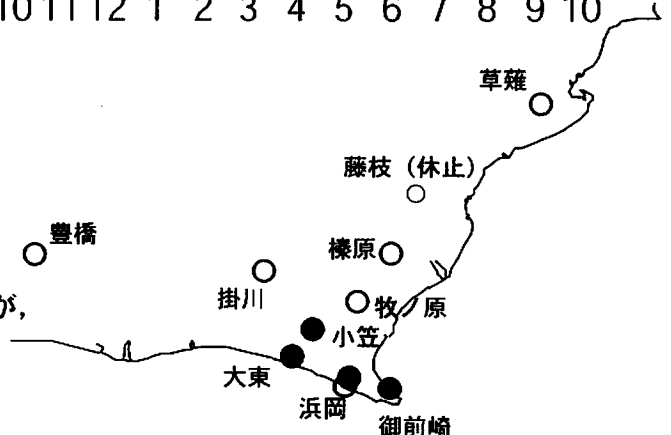 10 11 12 1 2 3 4 5 6 7 8 9 10
草薙
藤枝（休止）
豊橋
榛原
掛川
牧ノ原
が，
小笠
大東
浜岡
御前崎